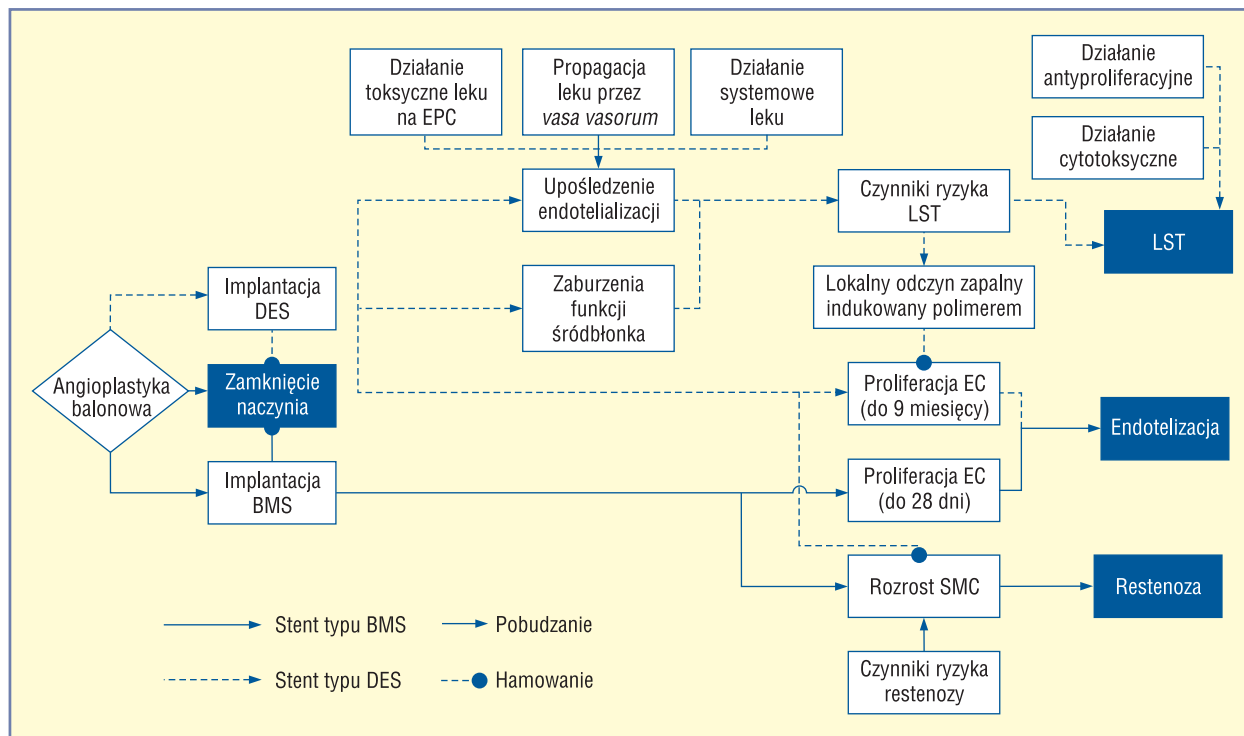 Działanie
toksyczne leku
na EPC
Propagacja
leku przez
vasa vasorum
Działanie
systemowe
leku
Działanie
antyproliferacyjne
Działanie
cytotoksyczne
Upośledzenie
endotelializacji
Czynniki ryzyka
LST
LST
Implantacja
DES
Zaburzenia
funkcji
śródbłonka
Lokalny odczyn zapalny
indukowany polimerem
Angioplastyka
balonowa
Zamknięcie
naczynia
Proliferacja EC
(do 9 miesięcy)
Endotelizacja
Implantacja
BMS
Proliferacja EC
(do 28 dni)
Rozrost SMC
Restenoza
Czynniki ryzyka
restenozy
Stent typu BMS
Pobudzanie
Stent typu DES
Hamowanie